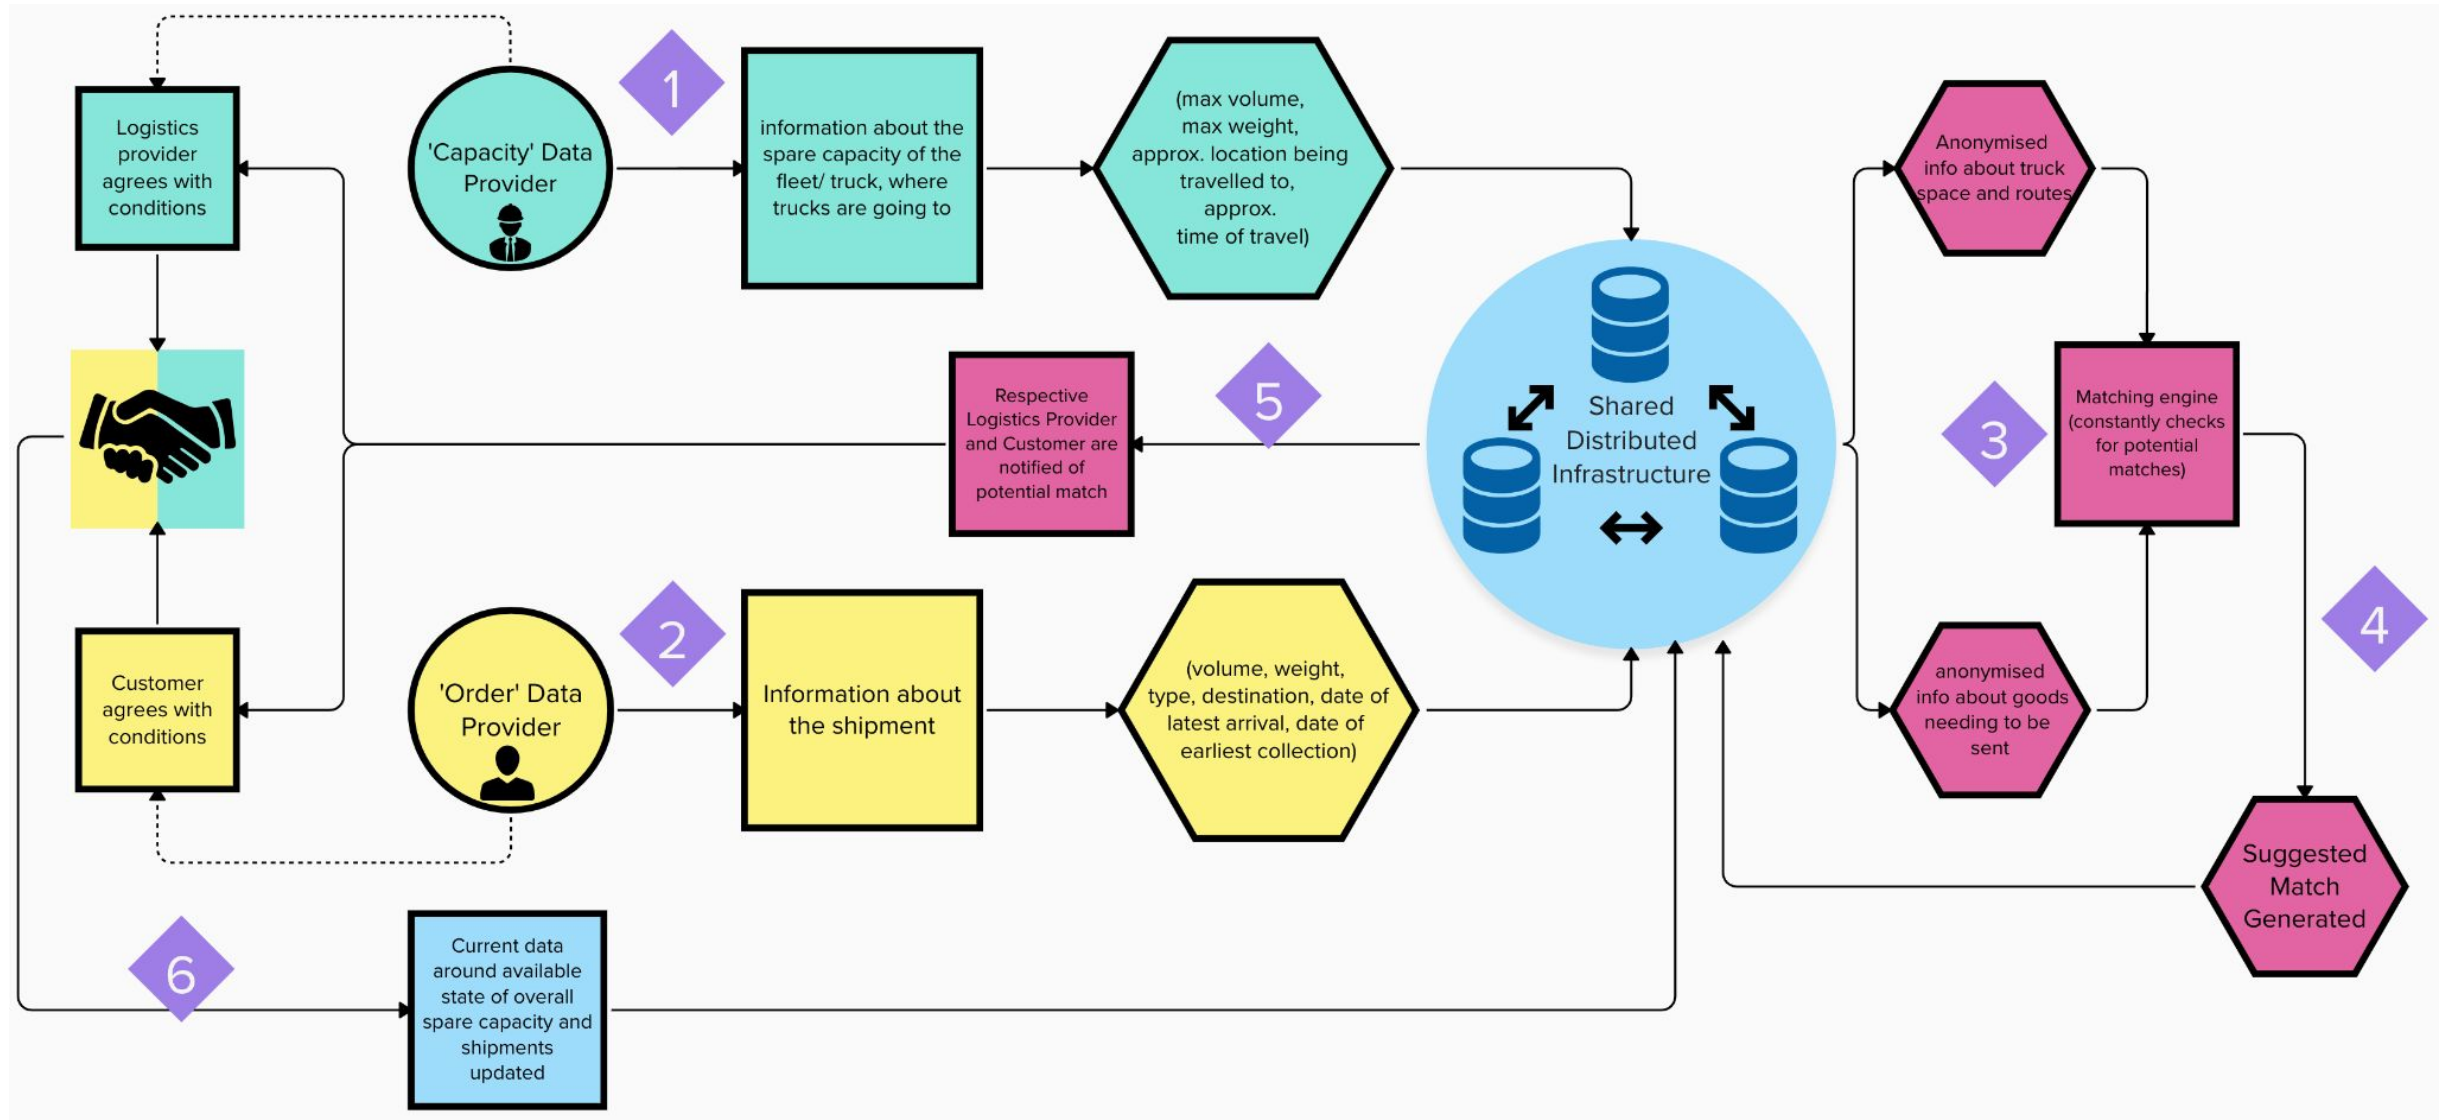 Logistics
provider
agrees with
conditions
'Capacity' Data
Provider
1
information about the
spare capacity of the
fleet/ truck, where
trucks are going to
(max volume,
max weight,
approx. location being
travelled to,
approx.
time of travel)
Anonymised
info about truck
space and routes
Respective
Logistics Provider
and Customer are
notified of
potential match
5
Shared
Distributed
Infrastructure
3
Matching engine
(constantly checks
for potential
matches)
Customer
agrees with
conditions
'Order' Data
Provider
2
Information about
the shipment
(volume, weight,
type, destination, date of
latest arrival, date of
earliest collection)
anonymised
info about goods
needing to be
sent
4
Suggested
Match
Generated
6
Current data
around available
state of overall
spare capacity and
shipments
updated